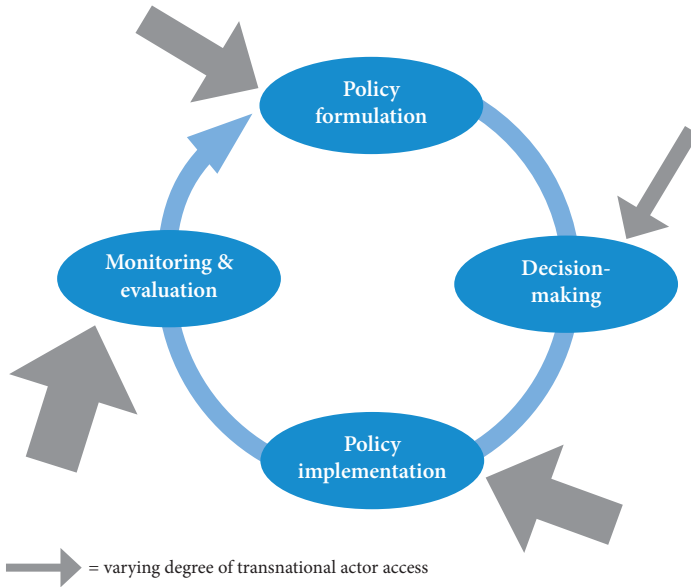 Policy
formulation
Decision-
making
Policy
implementation
Monitoring &
evaluation
= varying degree of transnational actor access